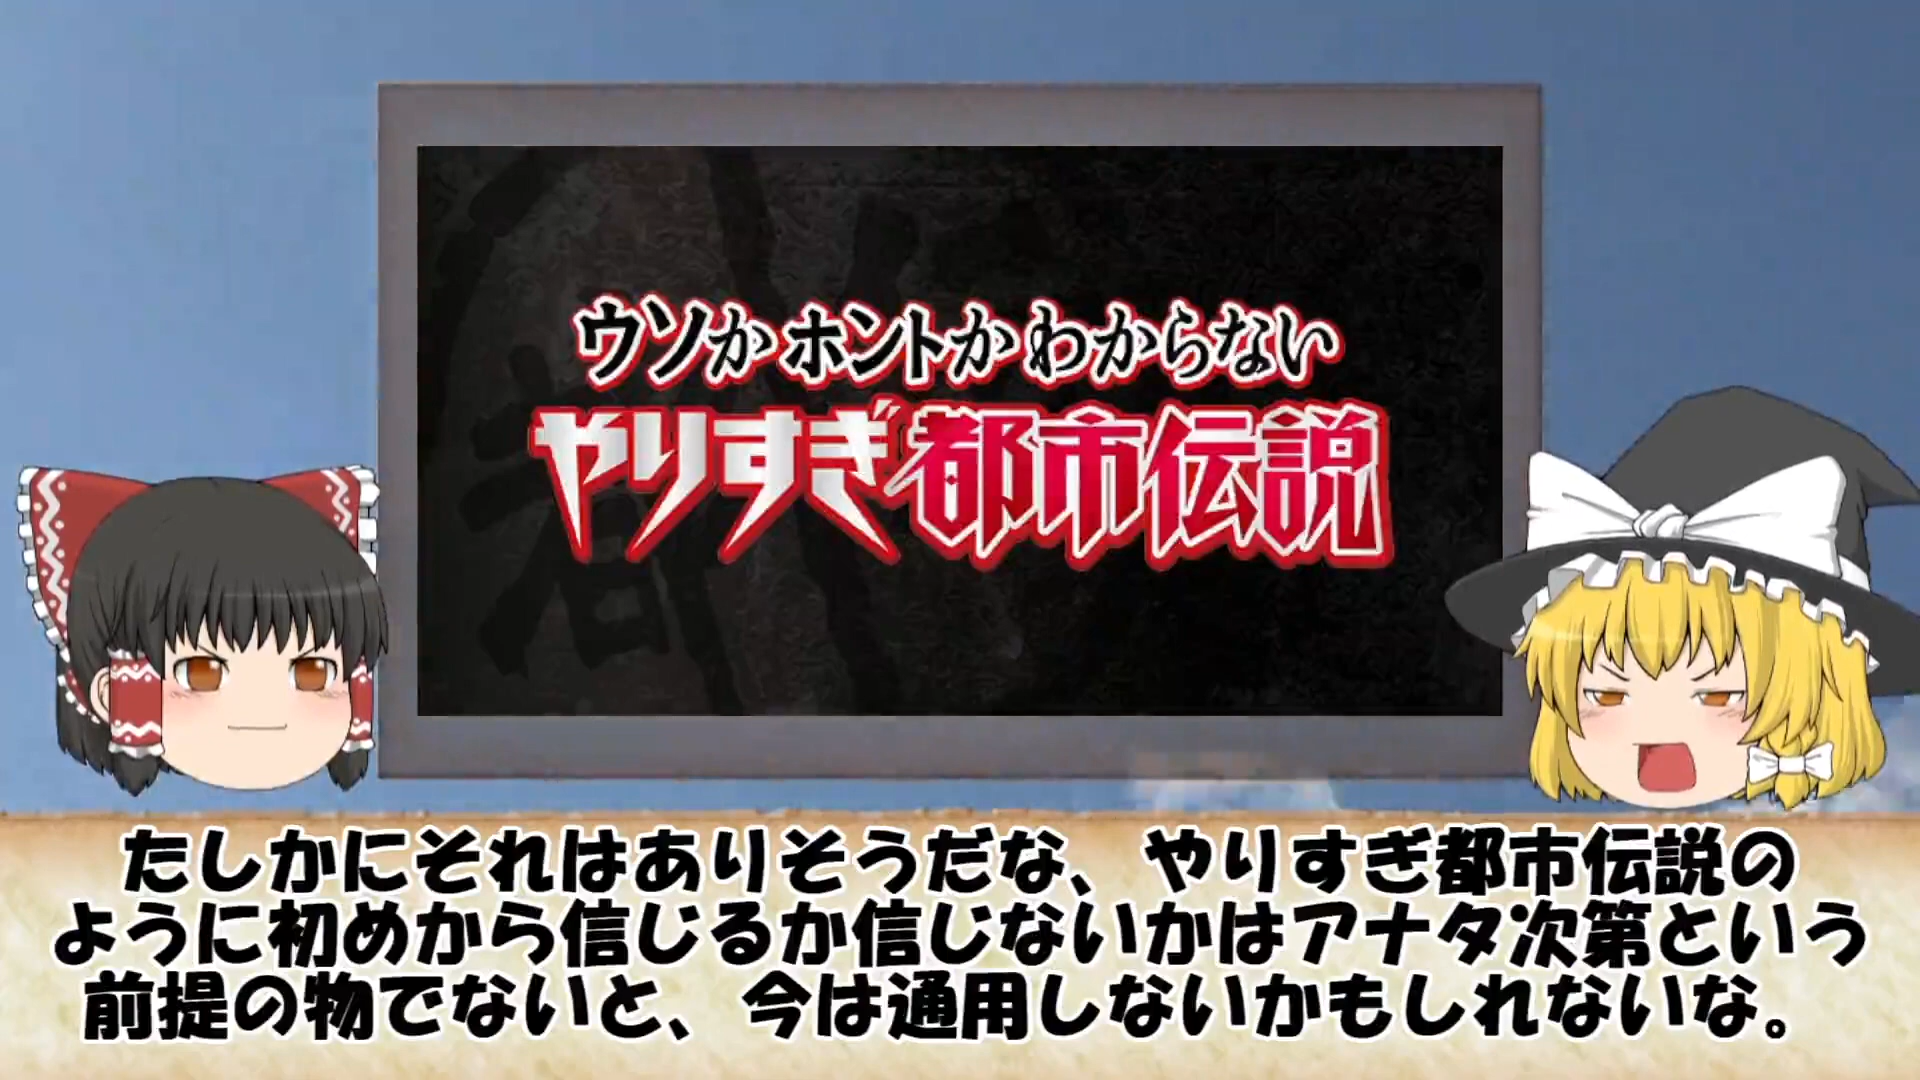 ウソかホントかわからない
やりすぎ都市伝説
たしかにそれはありそうだな、やりすぎ都市伝説の
ように初めから信じるか信じないかはアナタ次第という
前提の物でないと、今は通用しないかもしれないな。